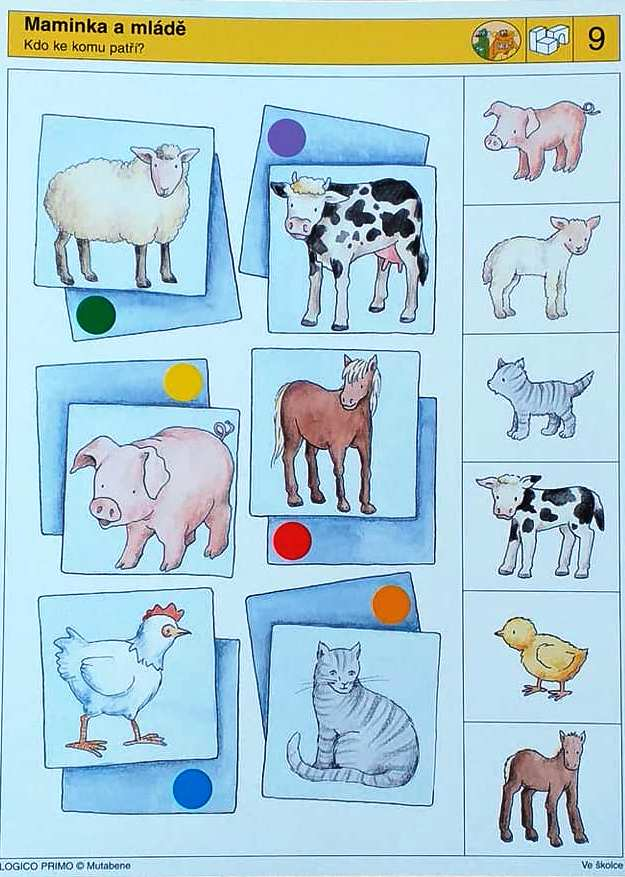 Maminka a mládě
Kdo ke komu patří?
9
LOGICO PRIMO © Mutabene
Ve školce